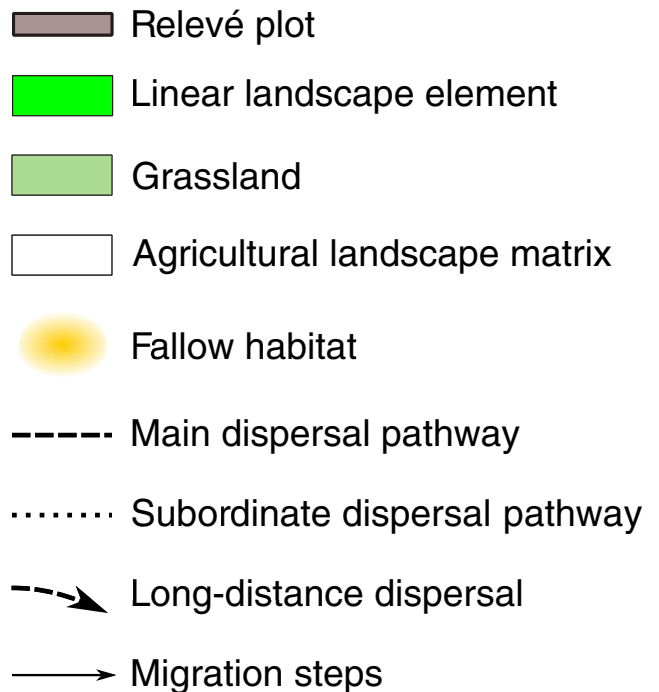 Relevé plot
Linear landscape element
Grassland
Agricultural landscape matrix
Fallow habitat
Main dispersal pathway
Subordinate dispersal pathway
Long-distance dispersal
Migration steps